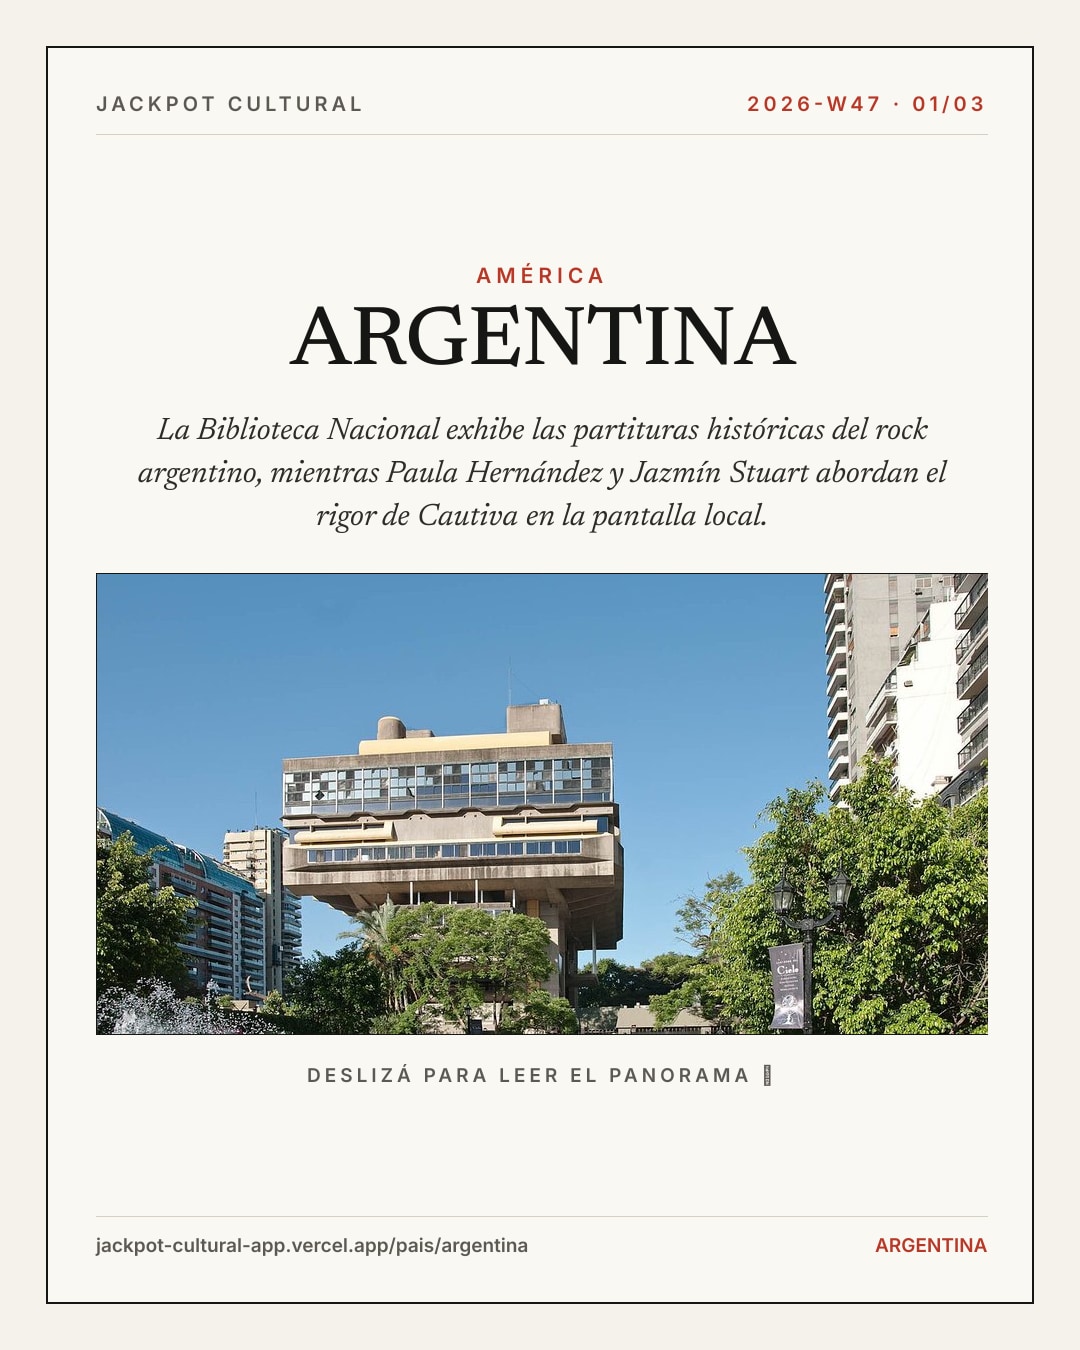 JACKPOT CULTURAL
2026-W47 · 01/03
AMÉRICA
ARGENTINA
La Biblioteca Nacional exhibe las partituras históricas del rock
argentino, mientras Paula Hernández y Jazmín Stuart abordan el
rigor de Cautiva en la pantalla local.
Cielo
DESLIZÁ PARA LEER EL PANORAMA
jackpot-cultural-app.vercel.app/pais/argentina
ARGENTINA